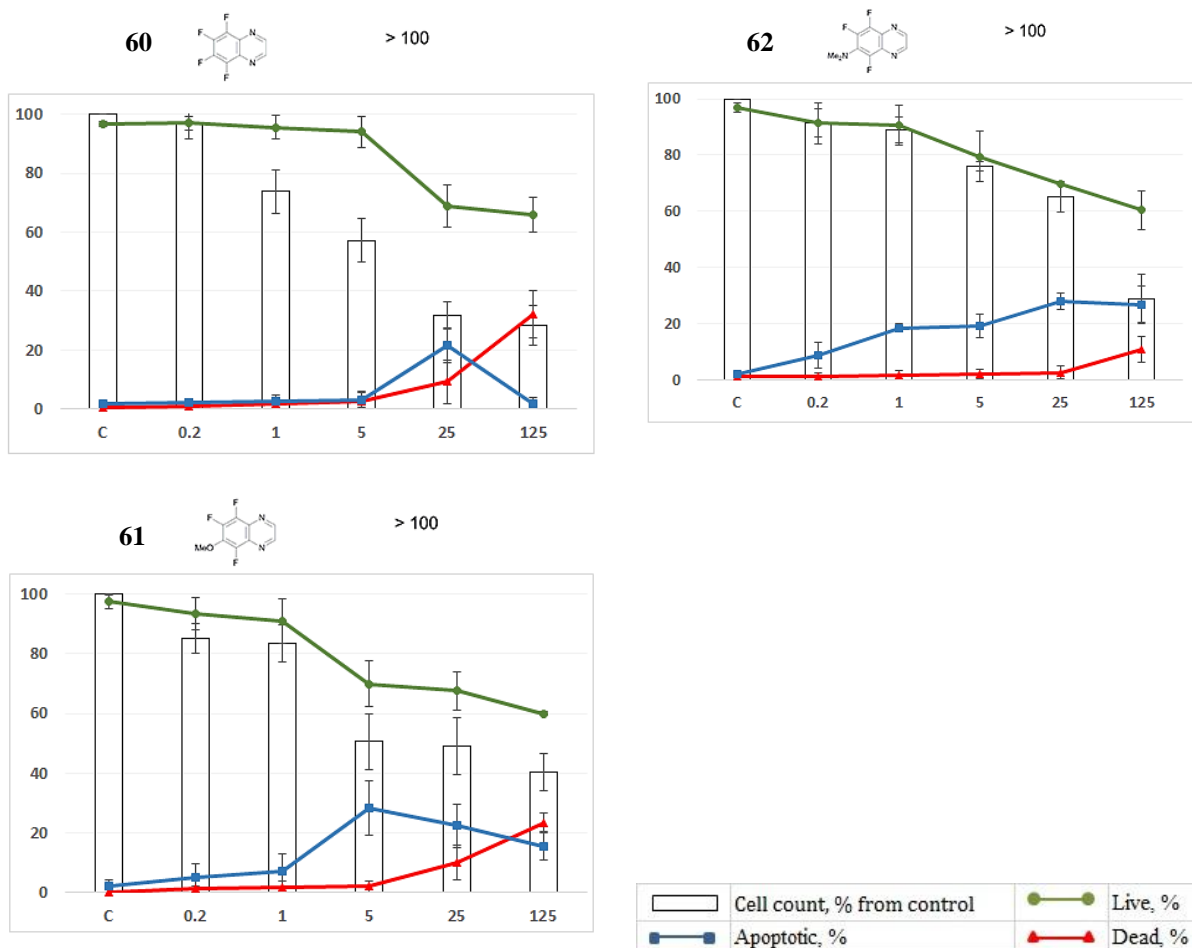 60
F
F
F
F
N
N
> 100
100
80
60
40
20
0
C 0.2 1 5 25 125
62
F
F
Me₂N
F
N
N
> 100
100
80
60
40
20
0
C 0.2 1 5 25 125
61
F
F
MeO
F
N
N
> 100
100
80
60
40
20
0
C 0.2 1 5 25 125
Cell count, % from control Live, %
Apoptotic, % Dead, %